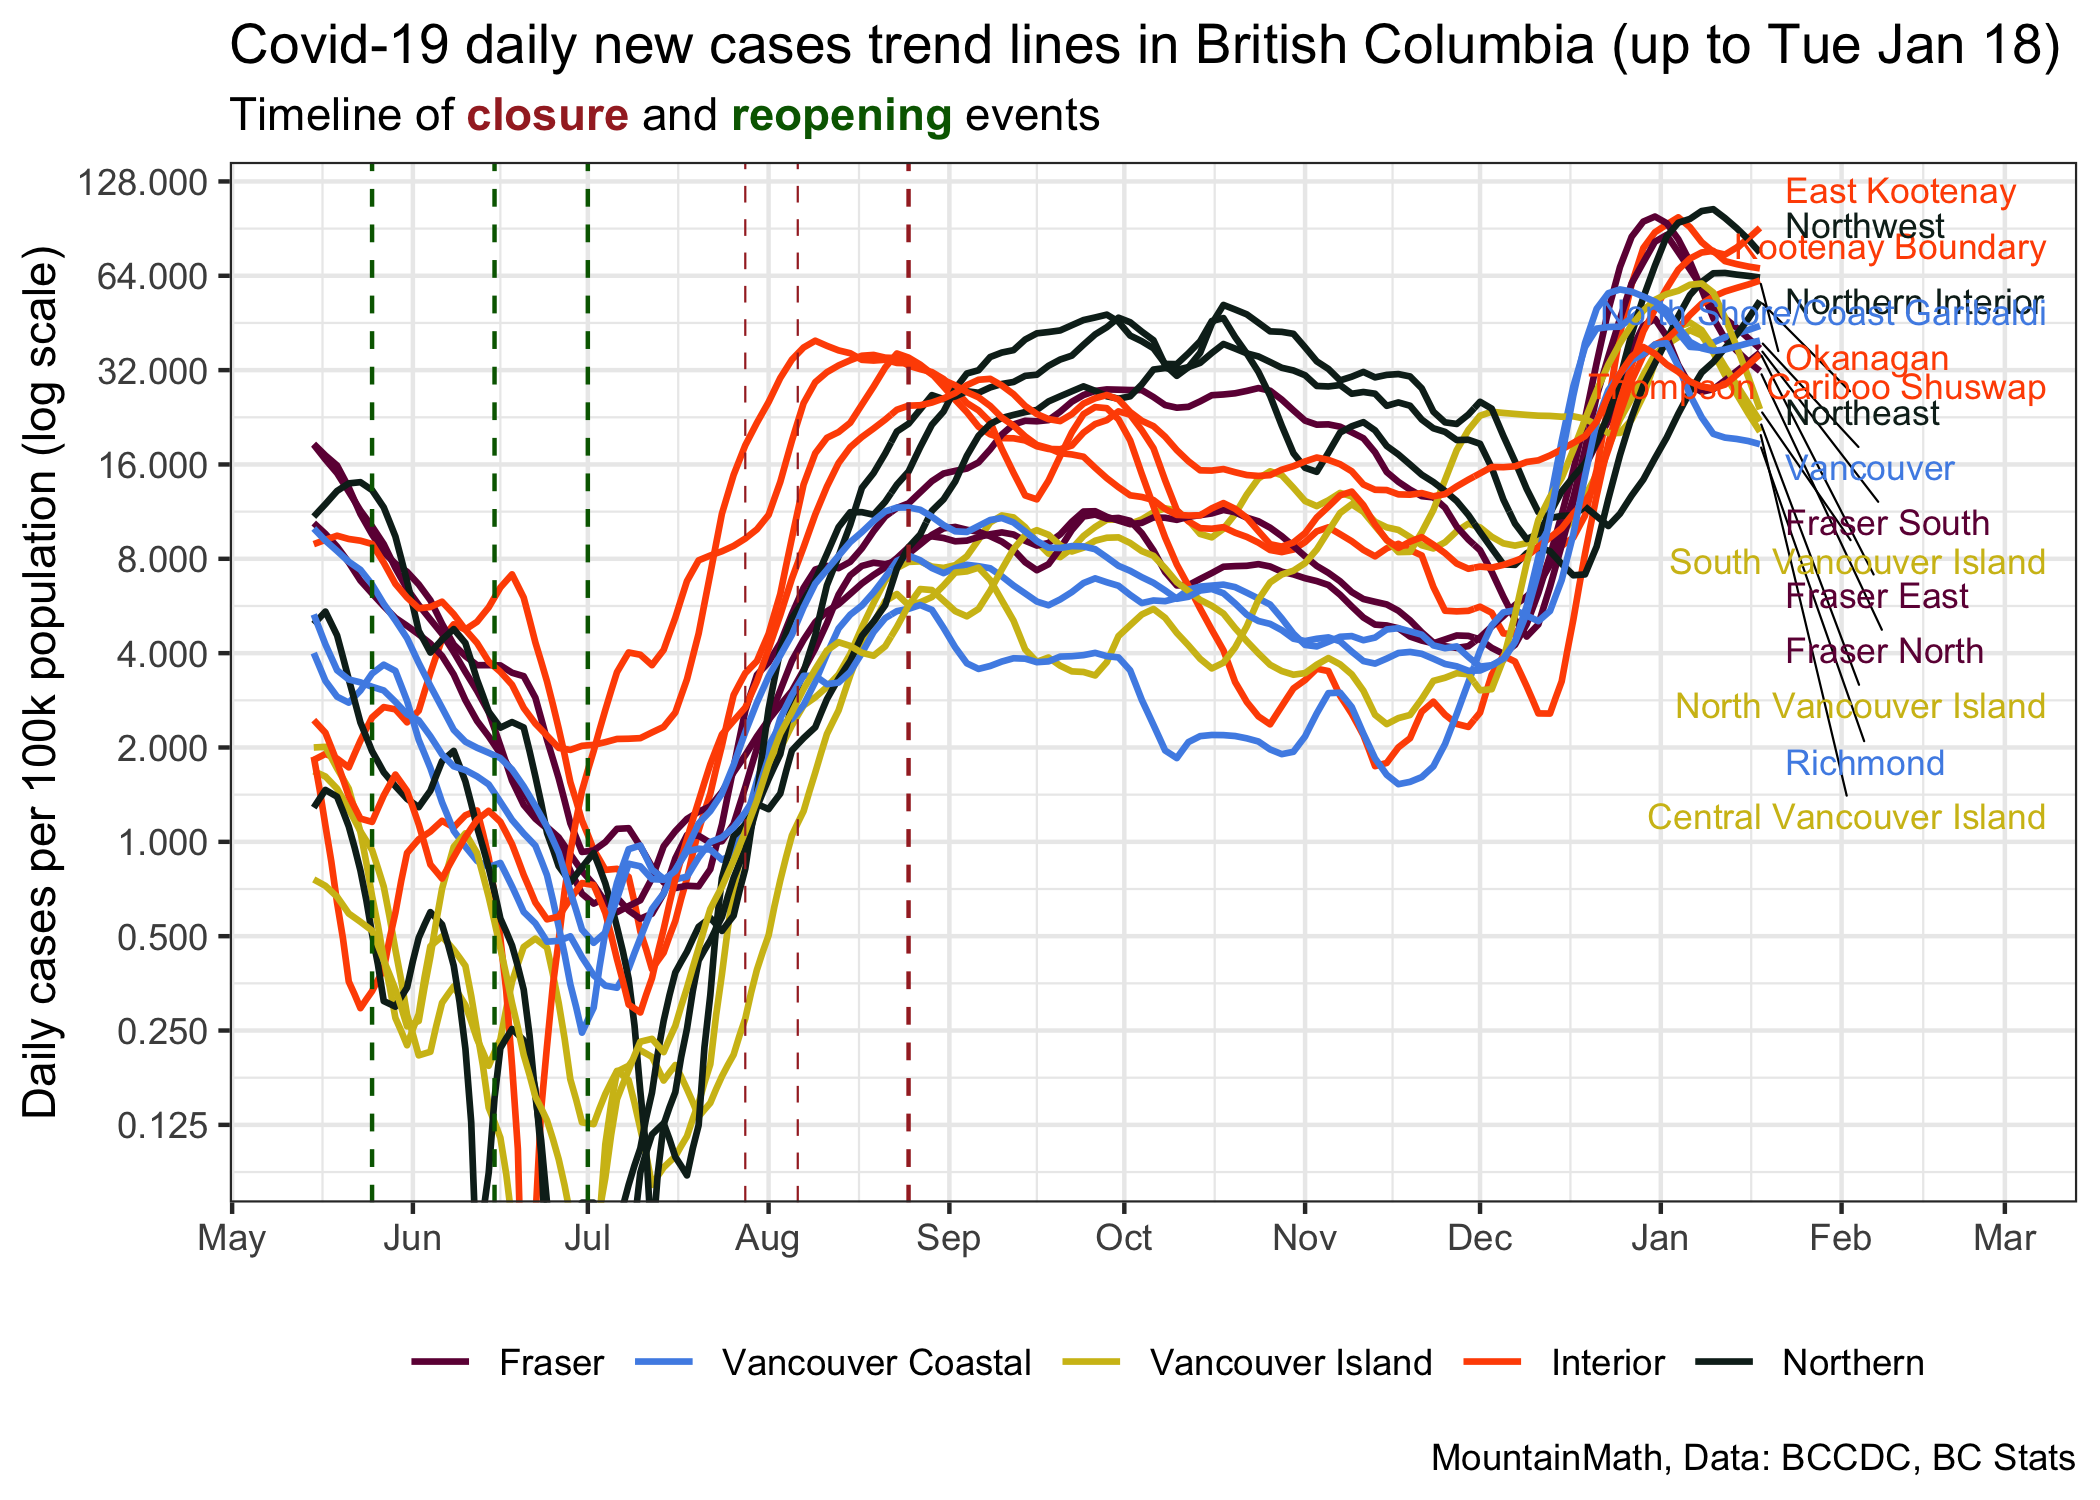 Covid-19 daily new cases trend lines in British Columbia (up to Tue Jan 18)
Timeline of closure and reopening events
Daily cases per 100k population (log scale)
128.000
64.000
32.000
16.000
8.000
4.000
2.000
1.000
0.500
0.250
0.125
East Kootenay
Northwest
Kootenay Boundary
Northern Interior
North Shore/Coast Garibaldi
Okanagan
Thompson Cariboo Shuswap
Northeast
Vancouver
Fraser South
South Vancouver Island
Fraser East
Fraser North
North Vancouver Island
Richmond
Central Vancouver Island
May Jun Jul Aug Sep Oct Nov Dec Jan Feb Mar
Fraser Vancouver Coastal Vancouver Island Interior Northern
MountainMath, Data: BCCDC, BC Stats